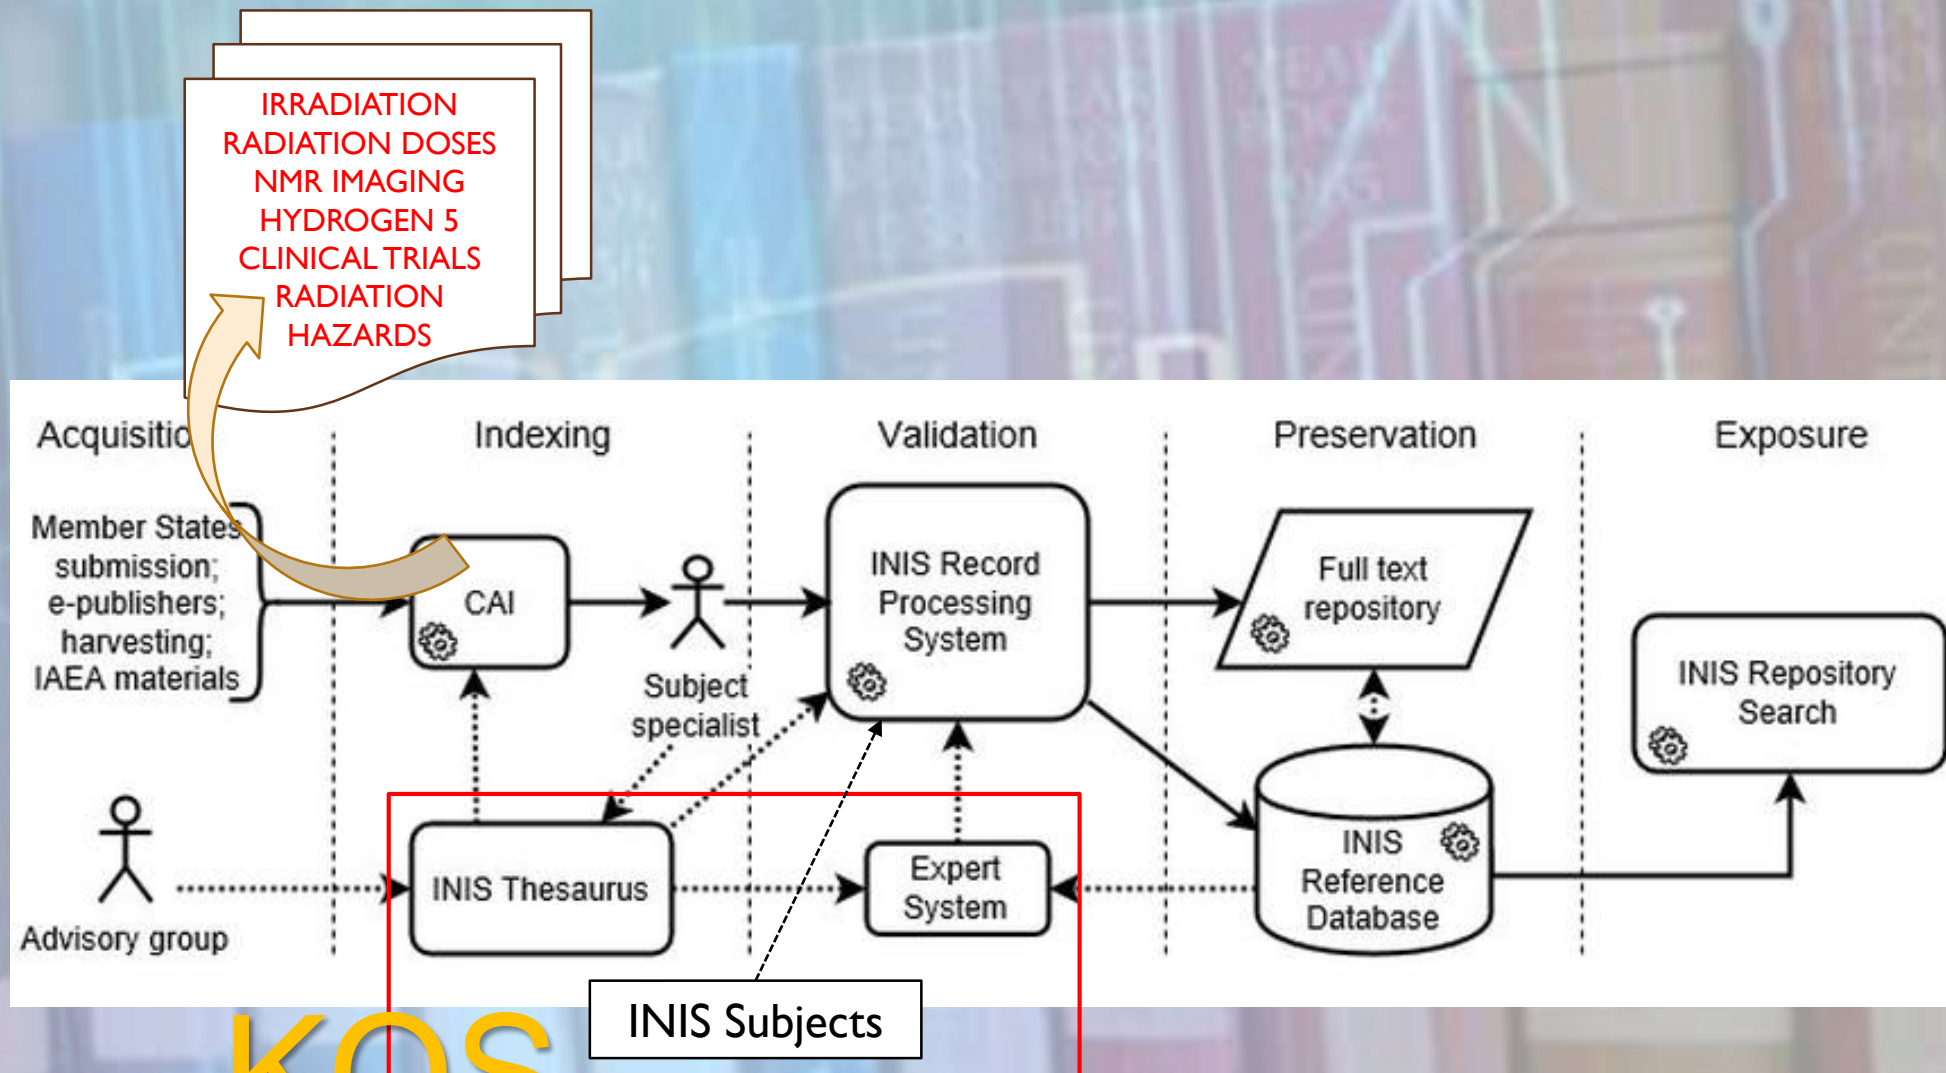 IRRADIATION
RADIATION DOSES
NMR IMAGING
HYDROGEN 5
CLINICAL TRIALS
RADIATION
HAZARDS
Acquisitio
Indexing
Validation
Preservation
Exposure
Member States
submission;
e-publishers;
harvesting;
IAEA materials
CAI
Subject
specialist
INIS Record
Processing
System
Full text
repository
INIS Repository
Search
Advisory group
INIS Thesaurus
Expert
System
INIS
Reference
Database
INIS Subjects
KOS